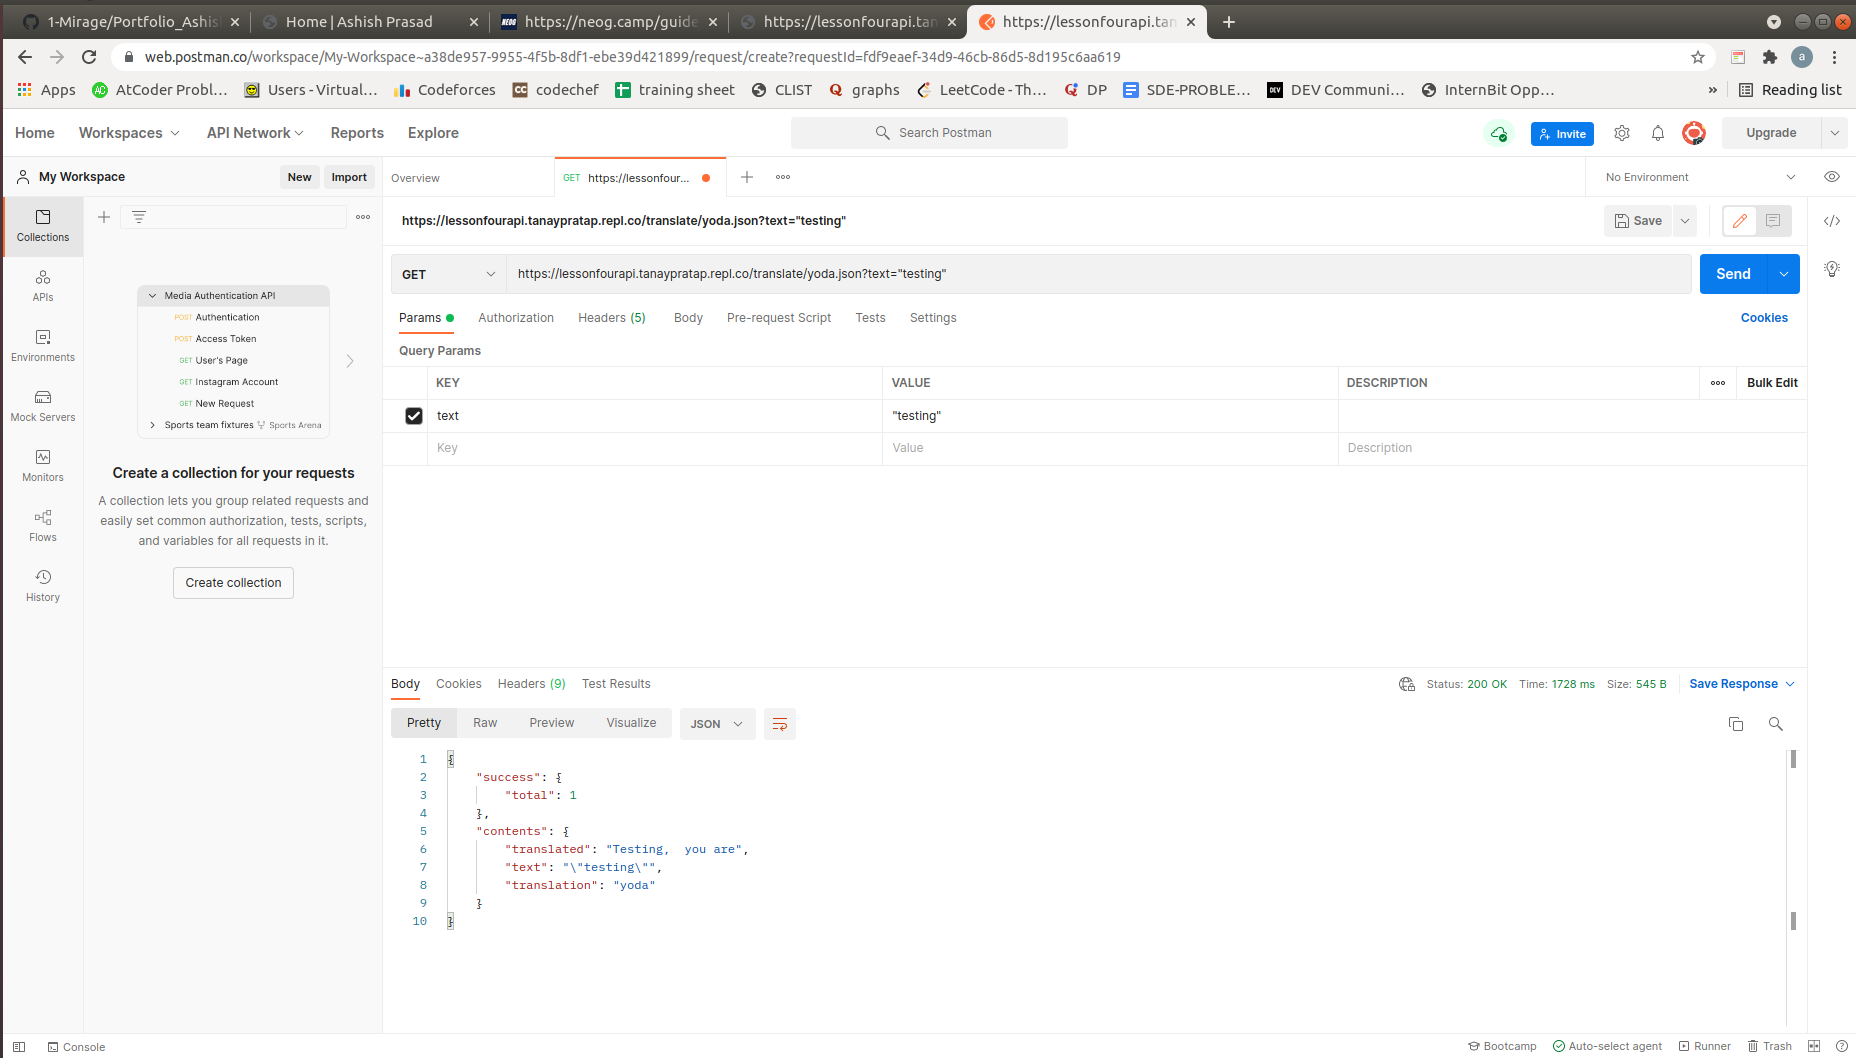 1-Mirage/Portfolio_Ashis
Home | Ashish Prasad
https://neog.camp/guide
https://lessonfourapi.tan
https://lessonfourapi.tan
web.postman.co/workspace/My-Workspace~a38de957-9955-4f5b-8df1-ebe39d421899/request/create?requestId=fdf9eaef-34d9-46cb-86d5-8d195c6aa619
a
Apps
AtCoder Probl...
Users - Virtual...
Codeforces
codechef
training sheet
CLIST
graphs
LeetCode - Th...
DP
SDE-PROBLE...
DEV Communi...
InternBit Opp...
»
Reading list
Home
Workspaces
API Network
Reports
Explore
Search Postman
Invite
Upgrade
My Workspace
New
Import
Overview
GET https://lessonfour...
No Environment
Collections
APIs
Environments
Mock Servers
Monitors
Flows
History
Media Authentication API
POST Authentication
POST Access Token
GET User's Page
GET Instagram Account
GET New Request
Sports team fixtures Sports Arena
Create a collection for your requests
A collection lets you group related requests and
easily set common authorization, tests, scripts,
and variables for all requests in it.
Create collection
https://lessonfourapi.tanaypratap.repl.co/translate/yoda.json?text="testing"
Save
GET
https://lessonfourapi.tanaypratap.repl.co/translate/yoda.json?text="testing"
Send
Params
Authorization
Headers (5)
Body
Pre-request Script
Tests
Settings
Cookies
Query Params
KEY
VALUE
DESCRIPTION
Bulk Edit
text
"testing"
Key
Value
Description
Body
Cookies
Headers (9)
Test Results
Status: 200 OK
Time: 1728 ms
Size: 545 B
Save Response
Pretty
Raw
Preview
Visualize
JSON
1 {
2 "success": {
3 "total": 1
4 },
5 "contents": {
6 "translated": "Testing,  you are",
7 "text": "\"testing\"",
8 "translation": "yoda"
9 }
10 }
Console
Bootcamp
Auto-select agent
Runner
Trash